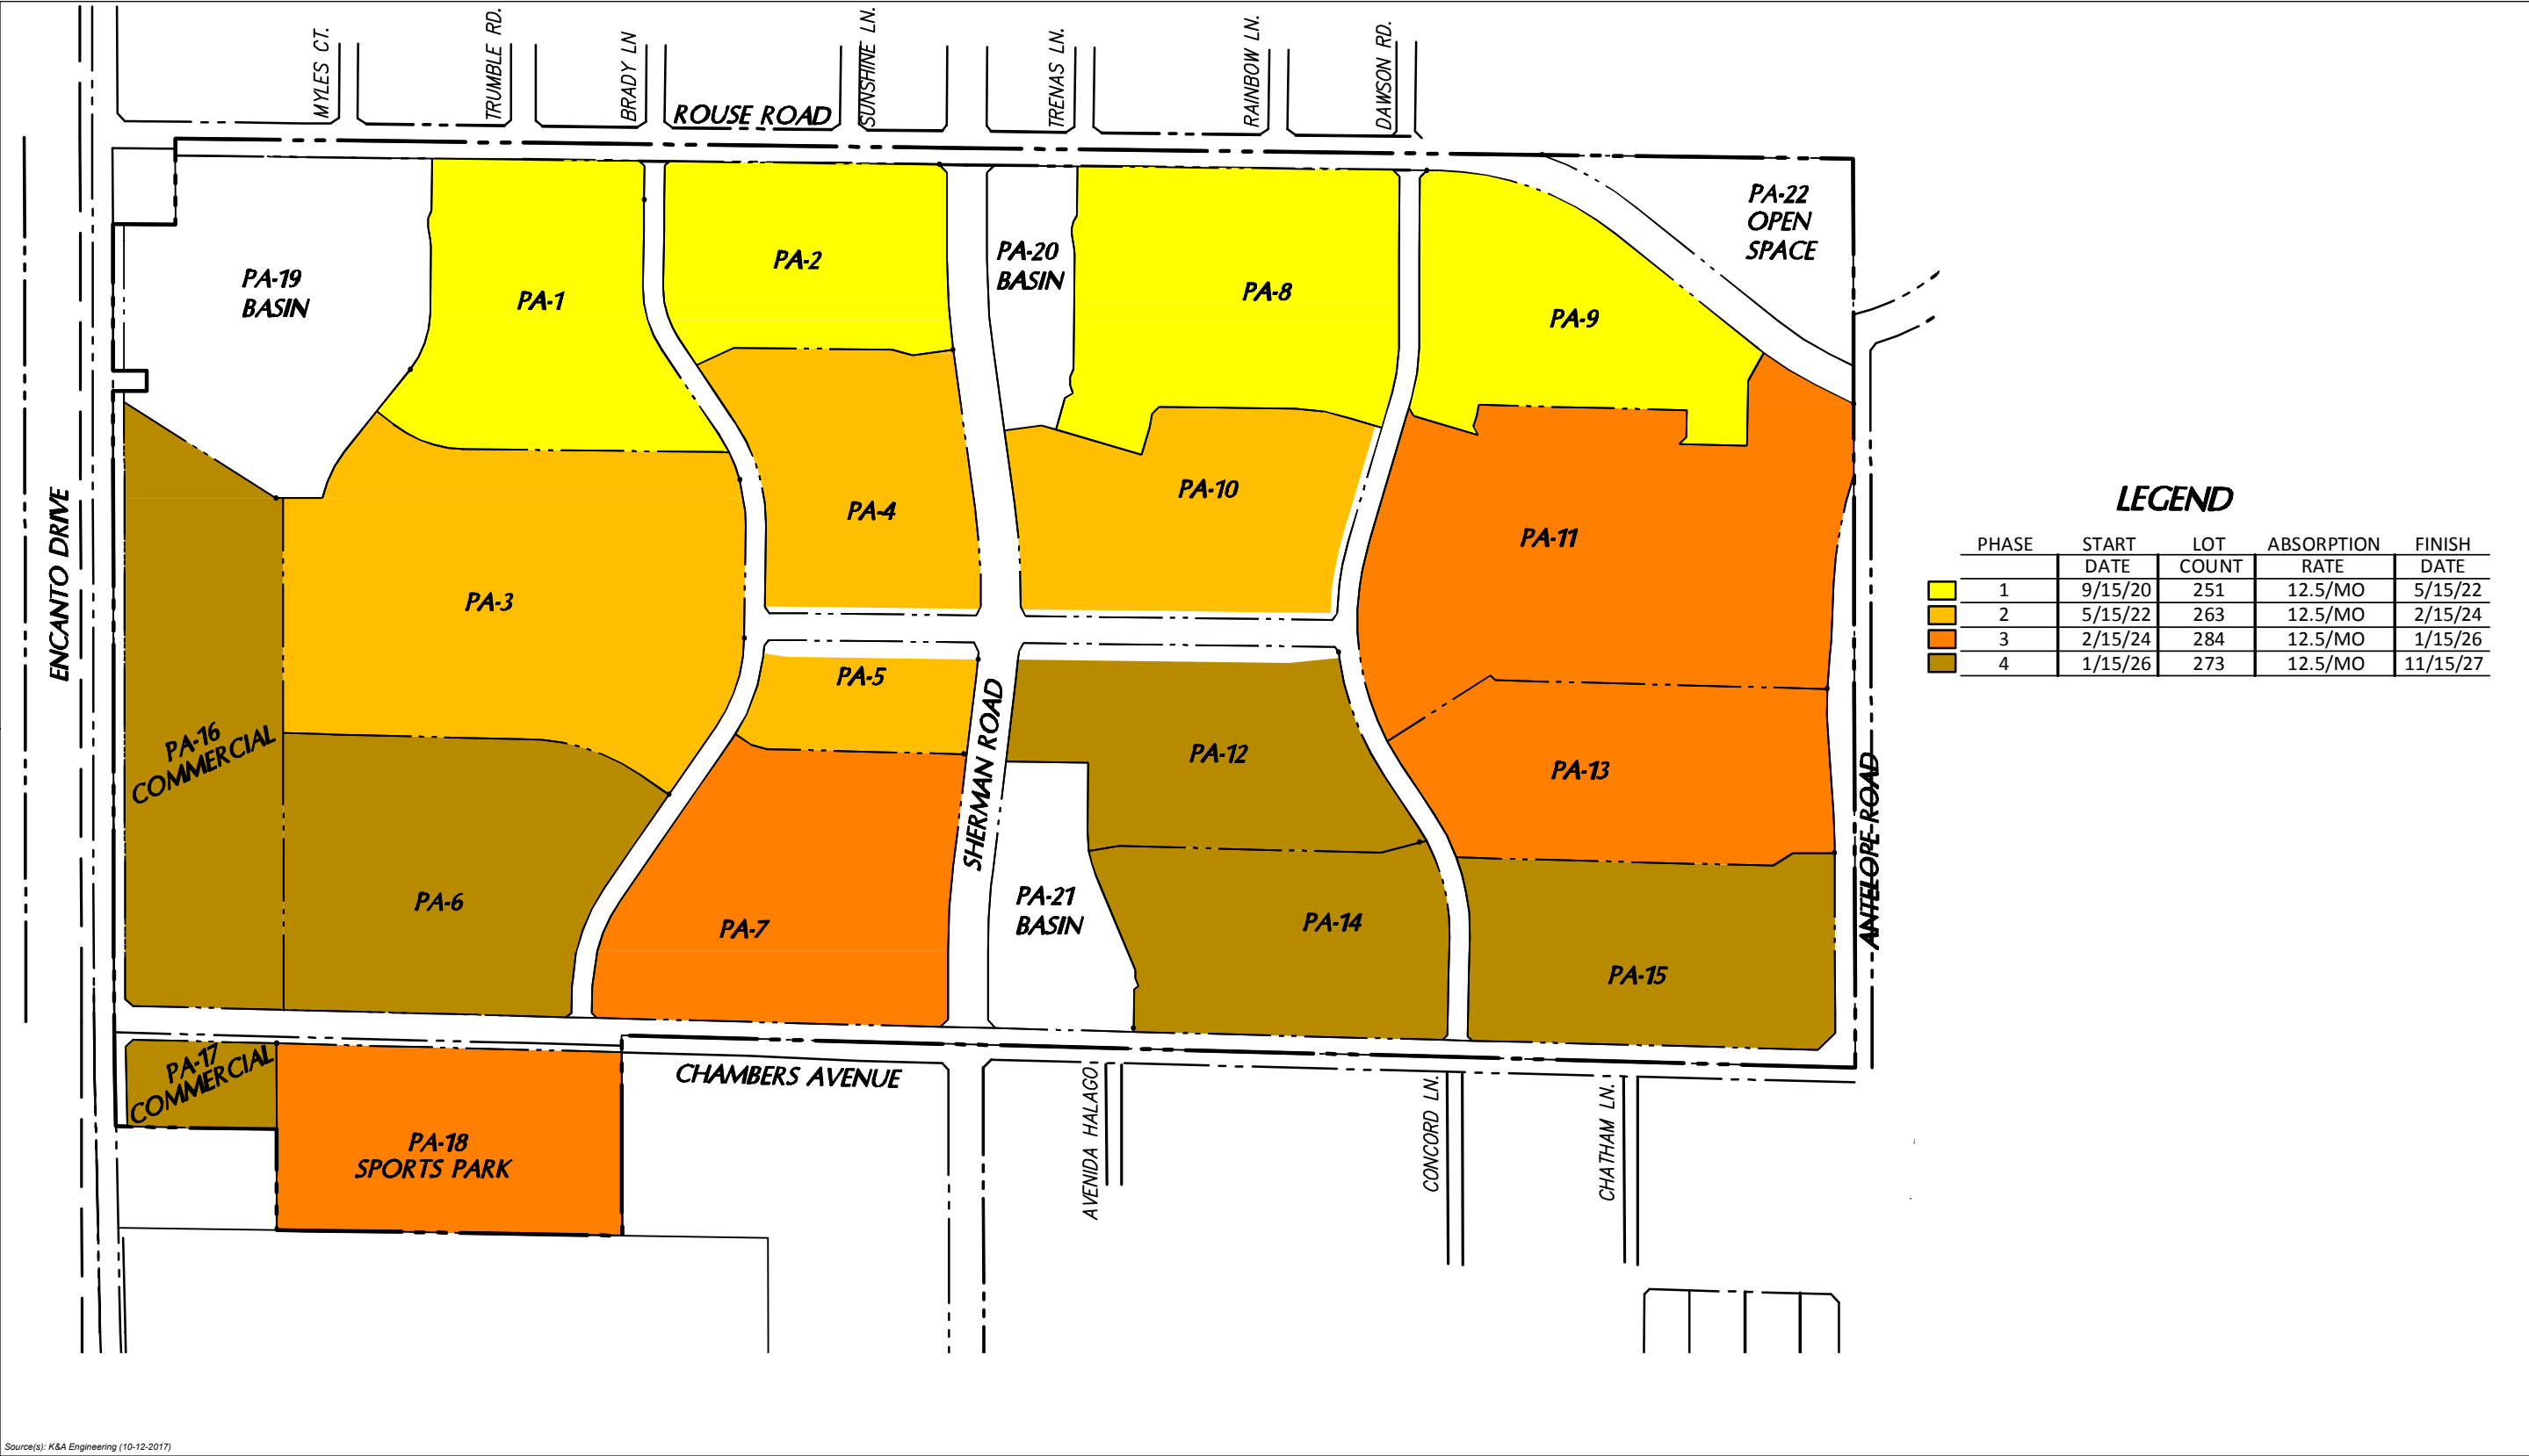 MYLES CT.
TRUMBLE RD.
BRADY LN
SUNSHINE LN.
TRENAS LN.
RAINBOW LN.
DAWSON RD.
ROUSE ROAD
PA-19
BASIN
PA-1
PA-2
PA-20
BASIN
PA-8
PA-9
PA-22
OPEN
SPACE
PA-3
PA-4
PA-10
PA-11
ENCANTO DRIVE
PA-5
PA-16
COMMERCIAL
SHERMAN ROAD
PA-12
PA-13
ANTELOPE ROAD
PA-6
PA-7
PA-21
BASIN
PA-14
PA-15
PA-17
COMMERCIAL
CHAMBERS AVENUE
PA-18
SPORTS PARK
AVENIDA HALAGO
CONCORD LN.
CHATHAM LN.
LEGEND
PHASE START LOT ABSORPTION FINISH
DATE COUNT RATE DATE
1 9/15/20 251 12.5/MO 5/15/22
2 5/15/22 263 12.5/MO 2/15/24
3 2/15/24 284 12.5/MO 1/15/26
4 1/15/26 273 12.5/MO 11/15/27
Source(s): K&A Engineering (10-12-2017)